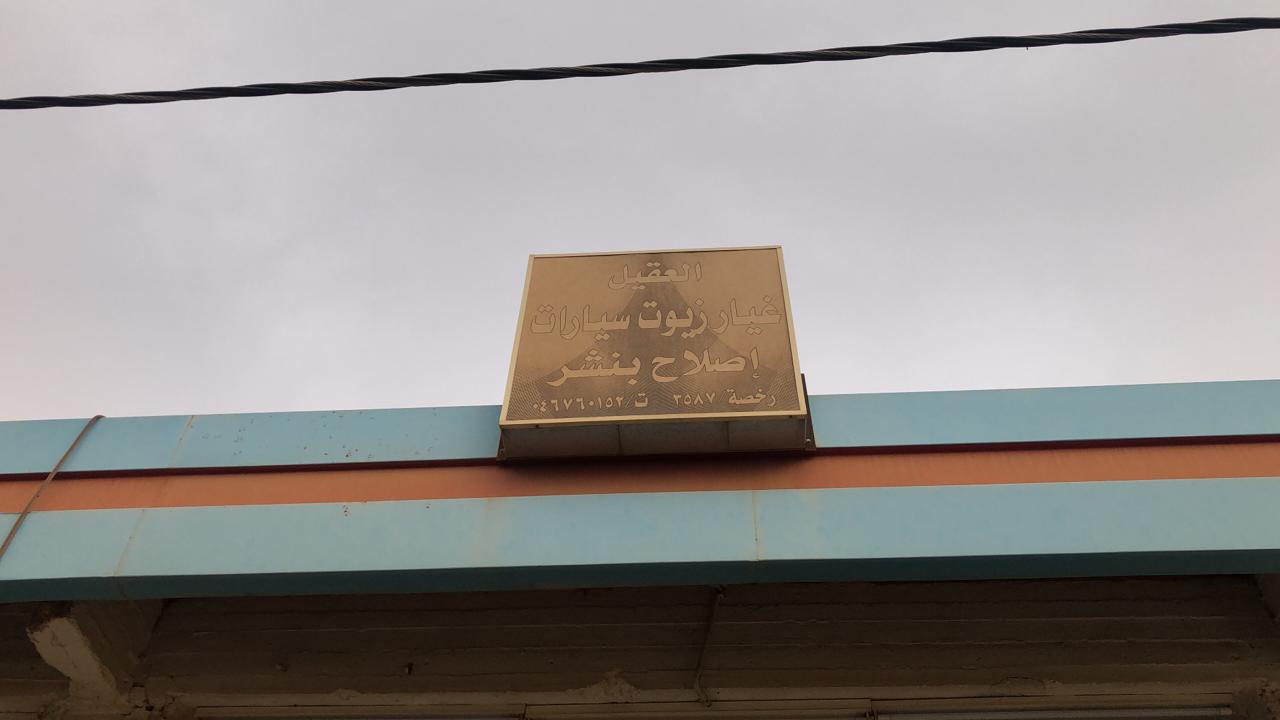 العقيل
غيار زيوت سيارات
إصلاح بنشر
رخصة ٣٥٨٧ ت/٠٤٦٧٦٠١٥٢